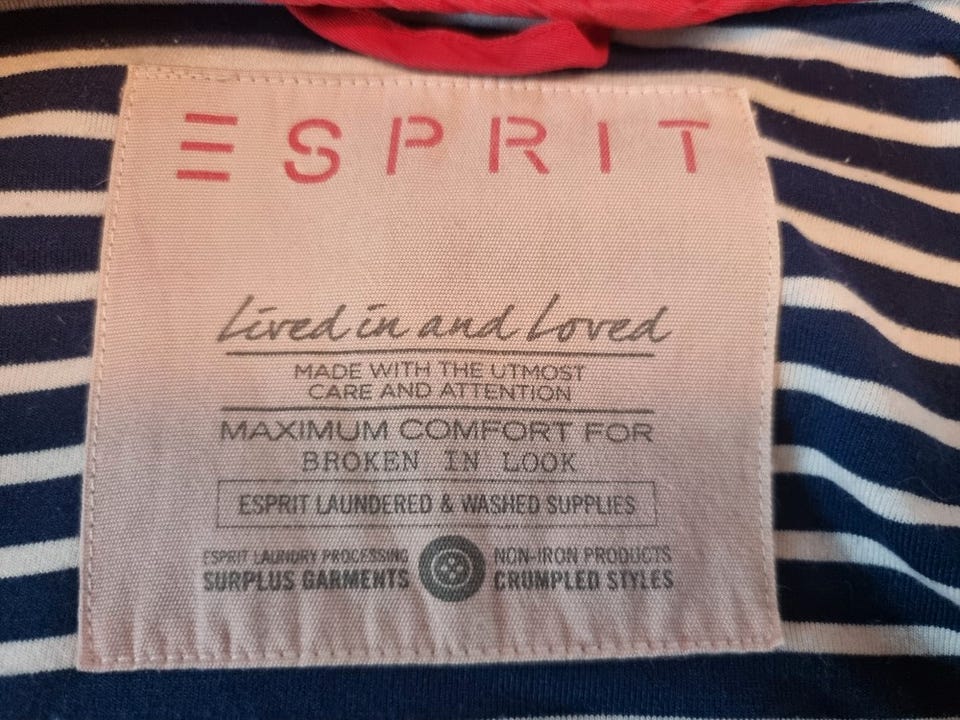 ESPRIT
Lived in and Loved
MADE WITH THE UTMOST
CARE AND ATTENTION
MAXIMUM COMFORT FOR
BROKEN IN LOOK
ESPRIT LAUNDERED & WASHED SUPPLIES
ESPRIT LAUNDRY PROCESSING
SURPLUS GARMENTS
NON-IRON PRODUCTS
CRUMPLED STYLES